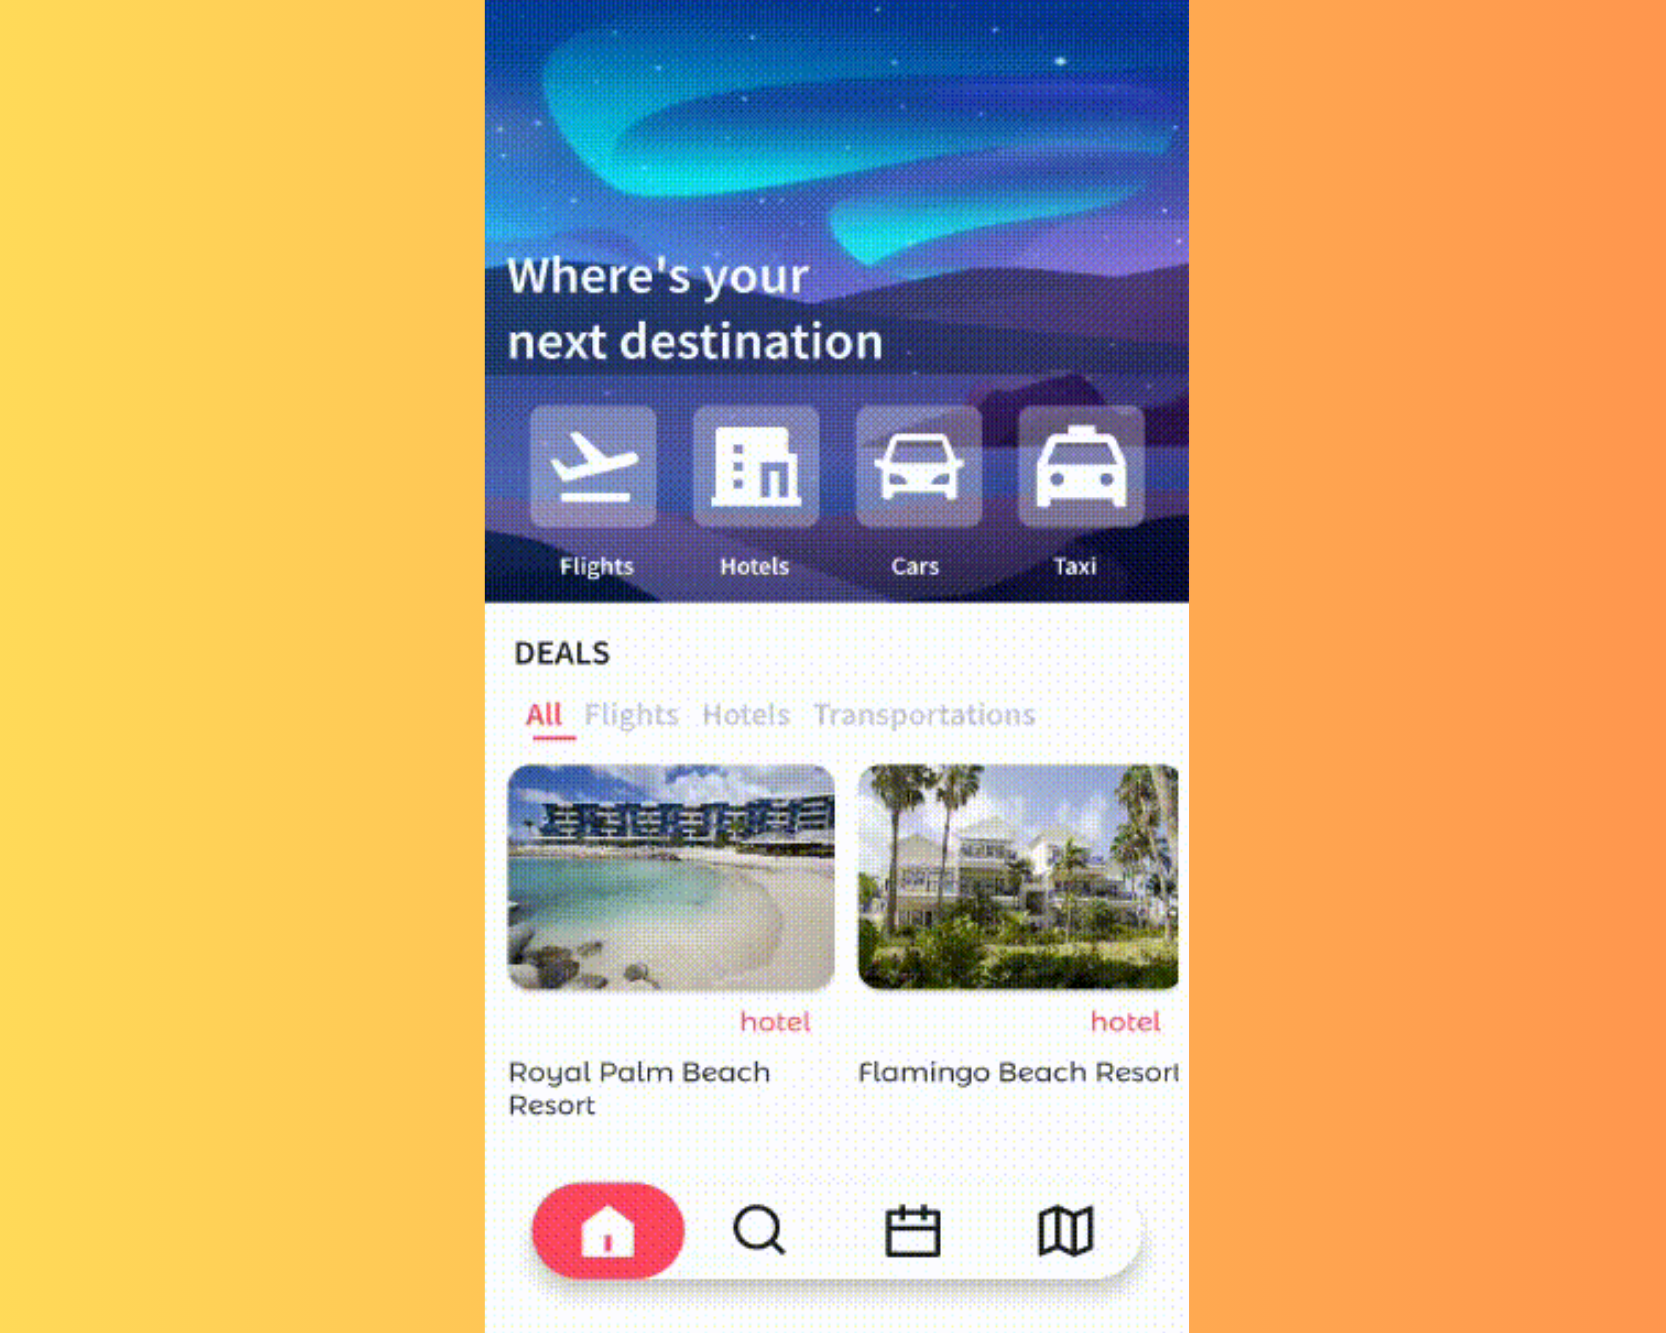 Where's your
next destination
Flights Hotels Cars Taxi
DEALS
All Flights Hotels Transportations
hotel hotel
Royal Palm Beach
Resort
Flamingo Beach Resort